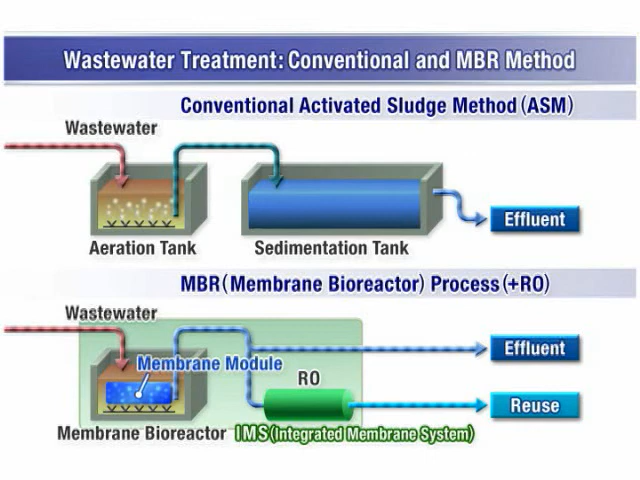 Wastewater Treatment: Conventional and MBR Method
Conventional Activated Sludge Method (ASM)
Wastewater
Effluent
Aeration Tank
Sedimentation Tank
MBR (Membrane Bioreactor) Process (+RO)
Wastewater
Effluent
Membrane Module
RO
Reuse
Membrane Bioreactor
IMS (Integrated Membrane System)